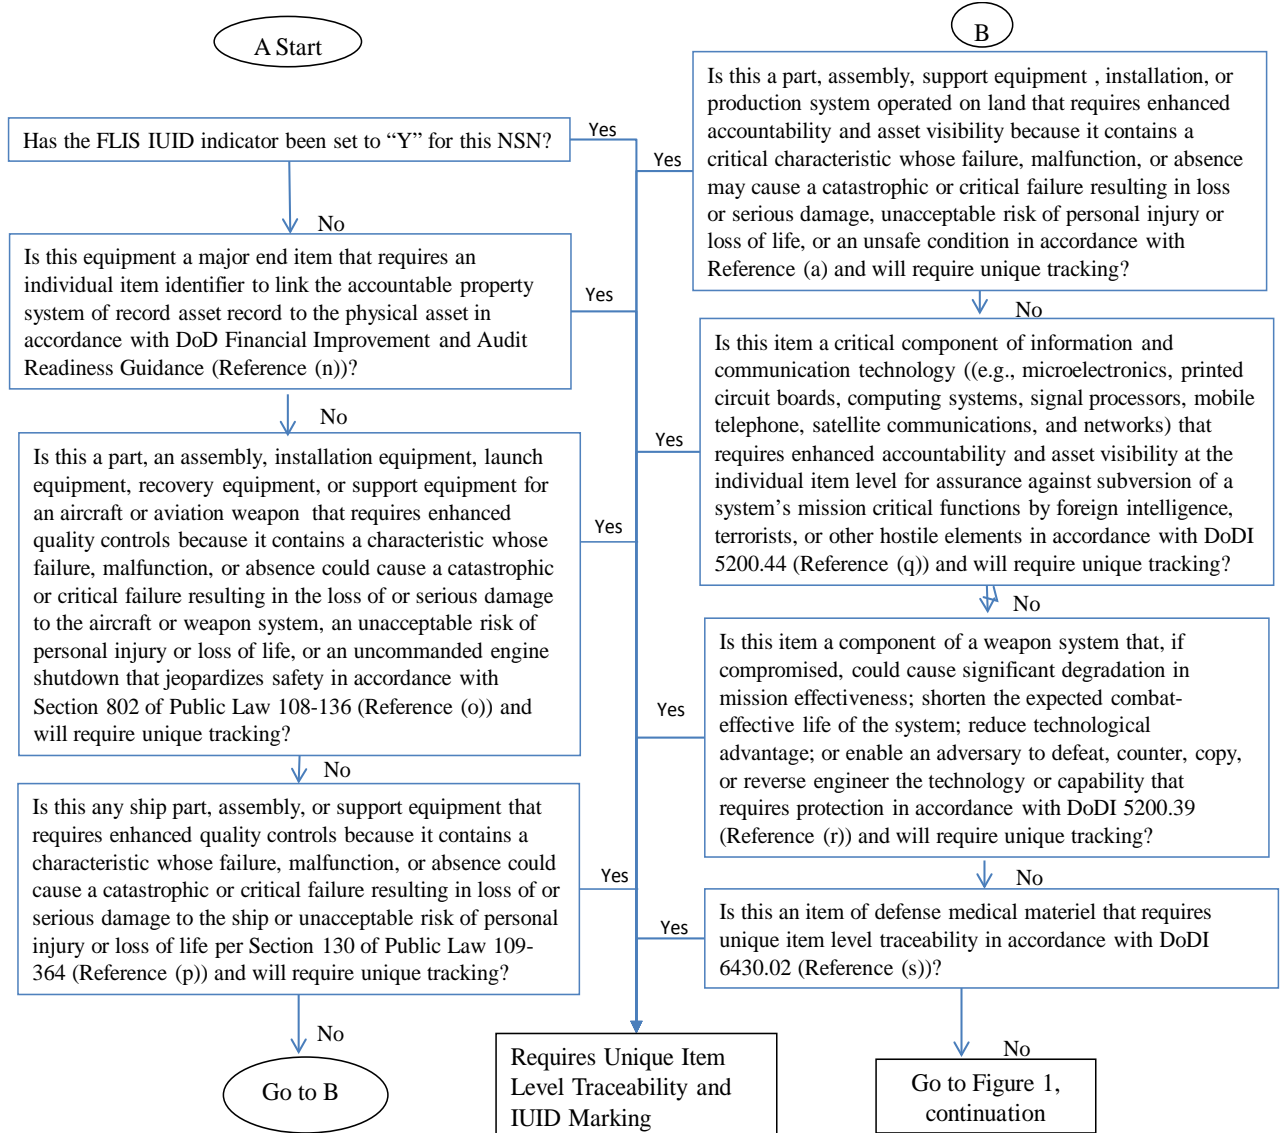 A Start
Has the FLIS IUID indicator been set to “Y” for this NSN?
Yes
No
Is this equipment a major end item that requires an
individual item identifier to link the accountable property
system of record asset record to the physical asset in
accordance with DoD Financial Improvement and Audit
Readiness Guidance (Reference (n))?
Yes
No
Is this a part, an assembly, installation equipment, launch
equipment, recovery equipment, or support equipment for
an aircraft or aviation weapon that requires enhanced
quality controls because it contains a characteristic whose
failure, malfunction, or absence could cause a catastrophic
or critical failure resulting in the loss of or serious damage
to the aircraft or weapon system, an unacceptable risk of
personal injury or loss of life, or an uncommanded engine
shutdown that jeopardizes safety in accordance with
Section 802 of Public Law 108-136 (Reference (o)) and
will require unique tracking?
Yes
No
Is this any ship part, assembly, or support equipment that
requires enhanced quality controls because it contains a
characteristic whose failure, malfunction, or absence could
cause a catastrophic or critical failure resulting in loss of or
serious damage to the ship or unacceptable risk of personal
injury or loss of life per Section 130 of Public Law 109-
364 (Reference (p)) and will require unique tracking?
Yes
No
Go to B
B
Is this a part, assembly, support equipment , installation, or
production system operated on land that requires enhanced
accountability and asset visibility because it contains a
critical characteristic whose failure, malfunction, or absence
may cause a catastrophic or critical failure resulting in loss
or serious damage, unacceptable risk of personal injury or
loss of life, or an unsafe condition in accordance with
Reference (a) and will require unique tracking?
Yes
No
Is this item a critical component of information and
communication technology ((e.g., microelectronics, printed
circuit boards, computing systems, signal processors, mobile
telephone, satellite communications, and networks) that
requires enhanced accountability and asset visibility at the
individual item level for assurance against subversion of a
system’s mission critical functions by foreign intelligence,
terrorists, or other hostile elements in accordance with DoDI
5200.44 (Reference (q)) and will require unique tracking?
Yes
No
Is this item a component of a weapon system that, if
compromised, could cause significant degradation in
mission effectiveness; shorten the expected combat-
effective life of the system; reduce technological
advantage; or enable an adversary to defeat, counter, copy,
or reverse engineer the technology or capability that
requires protection in accordance with DoDI 5200.39
(Reference (r)) and will require unique tracking?
Yes
No
Is this an item of defense medical materiel that requires
unique item level traceability in accordance with DoDI
6430.02 (Reference (s))?
Yes
No
Requires Unique Item
Level Traceability and
IUID Marking
Go to Figure 1,
continuation